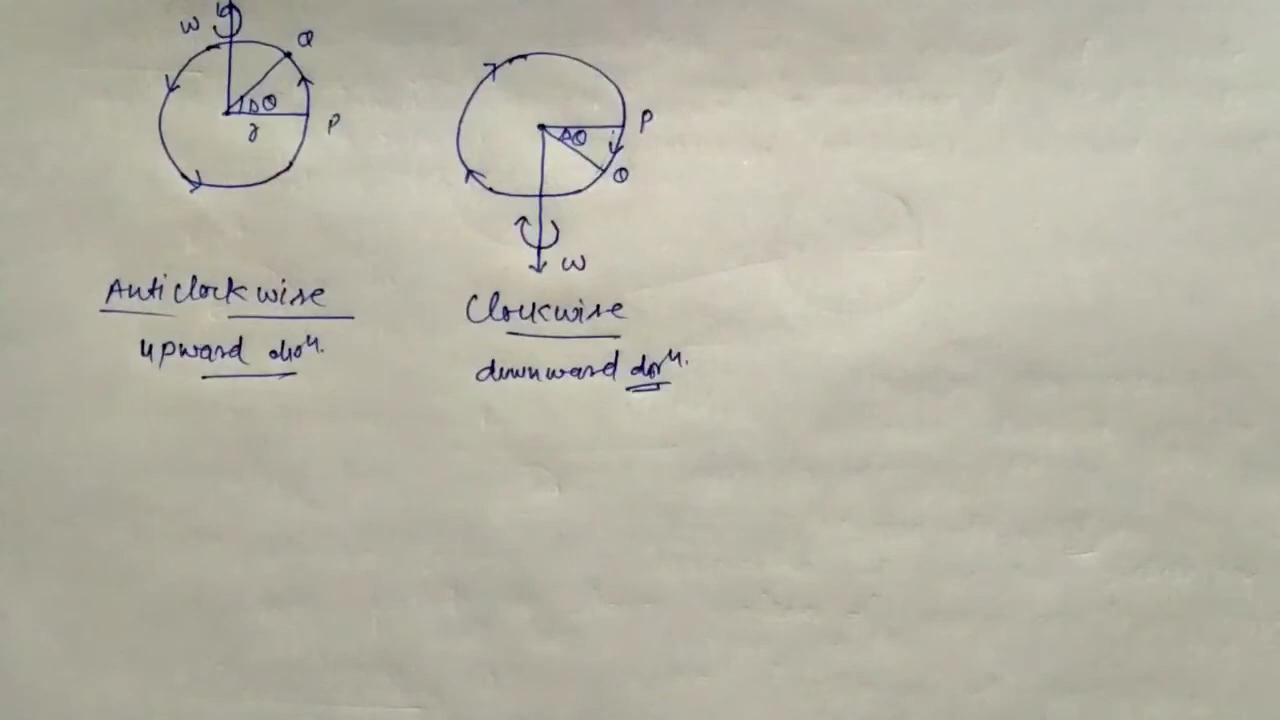 W
Q
Δθ
P
r
P
Δθ
Q
W
Anticlockwise
upward dirⁿ.
Clockwise
downward dirⁿ.